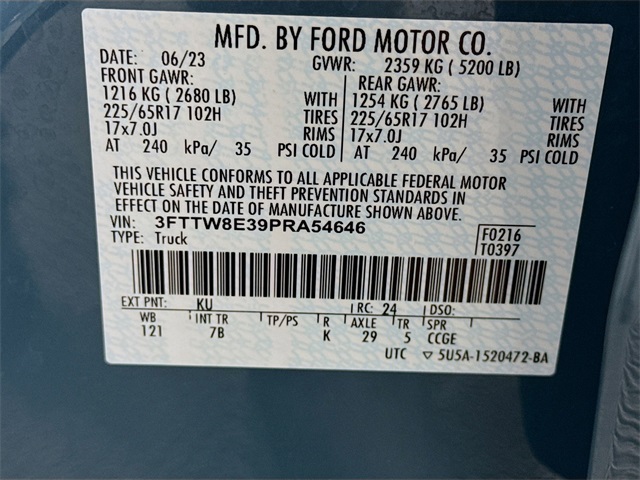 MFD. BY FORD MOTOR CO.
DATE: 06/23 GVWR: 2359 KG ( 5200 LB)
FRONT GAWR: REAR GAWR:
1216 KG ( 2680 LB) WITH 1254 KG ( 2765 LB) WITH
225/65R17 102H TIRES 225/65R17 102H TIRES
17x7.0J RIMS 17x7.0J RIMS
AT 240 kPa/ 35 PSI COLD AT 240 kPa/ 35 PSI COLD
THIS VEHICLE CONFORMS TO ALL APPLICABLE FEDERAL MOTOR
VEHICLE SAFETY AND THEFT PREVENTION STANDARDS IN
EFFECT ON THE DATE OF MANUFACTURE SHOWN ABOVE.
VIN: 3FTTW8E39PRA54646 F0216
TYPE: Truck T0397
EXT PNT: KU RC: 24 DSO:
WB INT TR TP/PS R AXLE TR SPR
121 7B K 29 5 CCGE
UTC ▽ 5U5A-1520472-BA